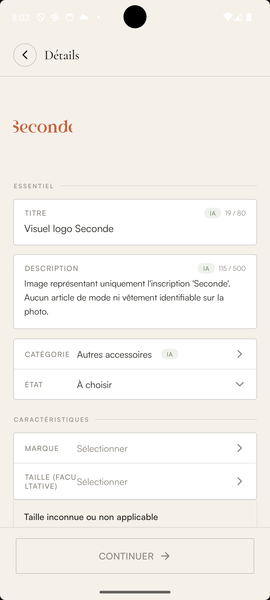 8:02
Détails
Seconde
ESSENTIEL
TITRE IA 19 / 80
Visuel logo Seconde
DESCRIPTION IA 115 / 500
Image représentant uniquement l'inscription 'Seconde'.
Aucun article de mode ni vêtement identifiable sur la
photo.
CATÉGORIE Autres accessoires IA
ÉTAT À choisir
CARACTÉRISTIQUES
MARQUE Sélectionner
TAILLE (FACU
LTATIVE) Sélectionner
Taille inconnue ou non applicable
CONTINUER